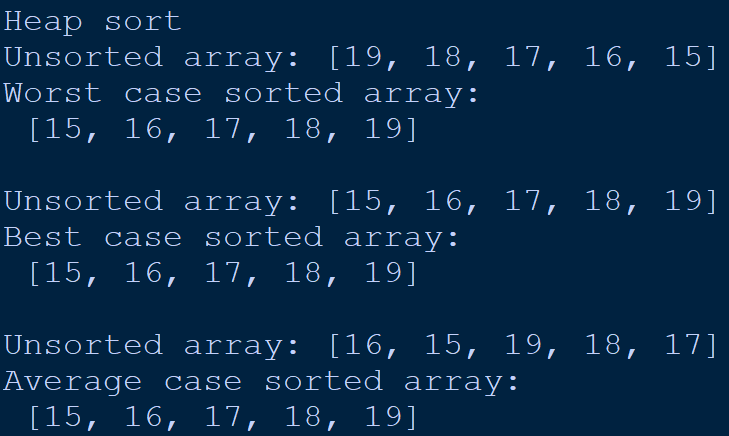 Heap sort
Unsorted array: [19, 18, 17, 16, 15]
Worst case sorted array:
[15, 16, 17, 18, 19]
Unsorted array: [15, 16, 17, 18, 19]
Best case sorted array:
[15, 16, 17, 18, 19]
Unsorted array: [16, 15, 19, 18, 17]
Average case sorted array:
[15, 16, 17, 18, 19]